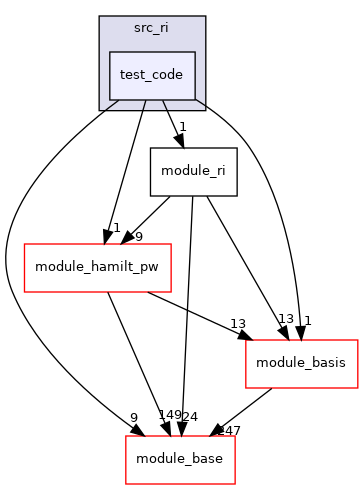 src_ri
test_code
1
module_ri
1
9
module_hamilt_pw
13
13
1
module_basis
9
149
24
247
module_base